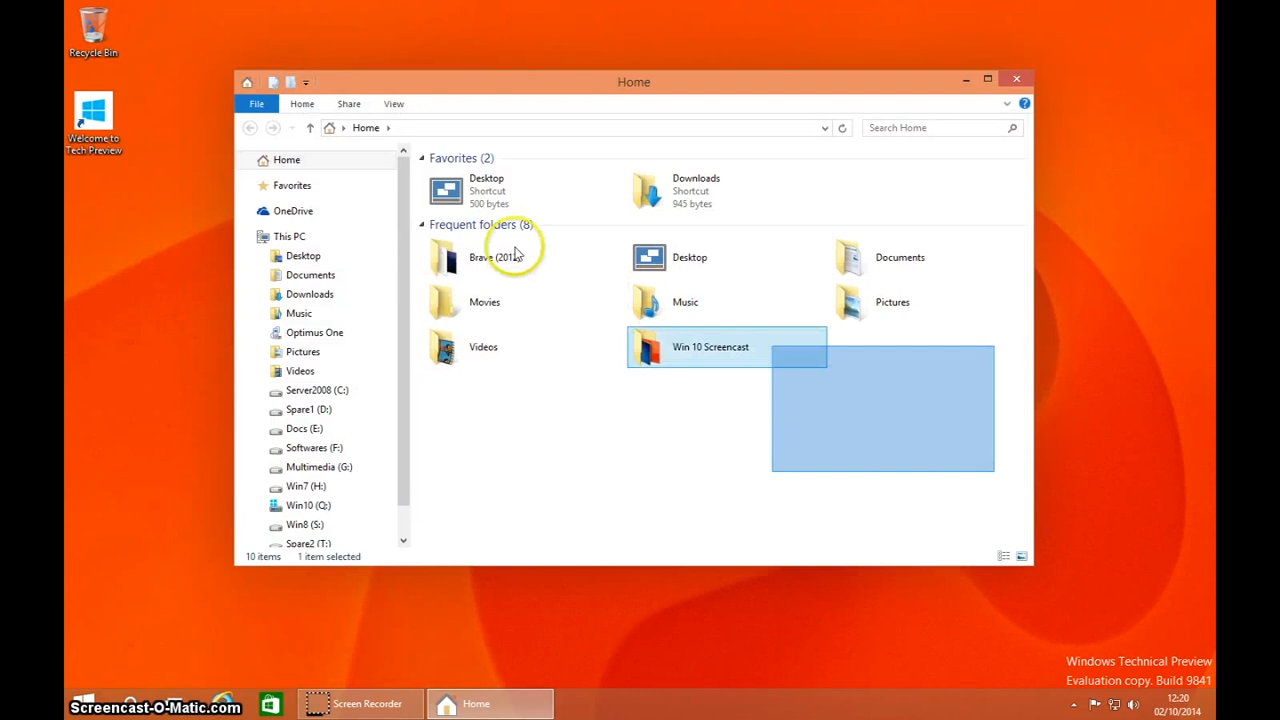 Recycle Bin
Welcome to
Tech Preview
Home
File
Home
Share
View
Home
Search Home
Home
Favorites
OneDrive
This PC
Desktop
Documents
Downloads
Music
Optimus One
Pictures
Videos
Server2008 (C:)
Spare1 (D:)
Docs (E:)
Softwares (F:)
Multimedia (G:)
Win7 (H:)
Win10 (Q:)
Win8 (S:)
Spare2 (T:)
Favorites (2)
Desktop
Shortcut
500 bytes
Downloads
Shortcut
945 bytes
Frequent folders (8)
Brave
Desktop
Documents
Movies
Music
Pictures
Videos
Win 10 Screencast
10 items
1 item selected
Windows Technical Preview
Evaluation copy. Build 9841
Screencast-O-Matic.com
Screen Recorder
Home
12:20
02/10/2014